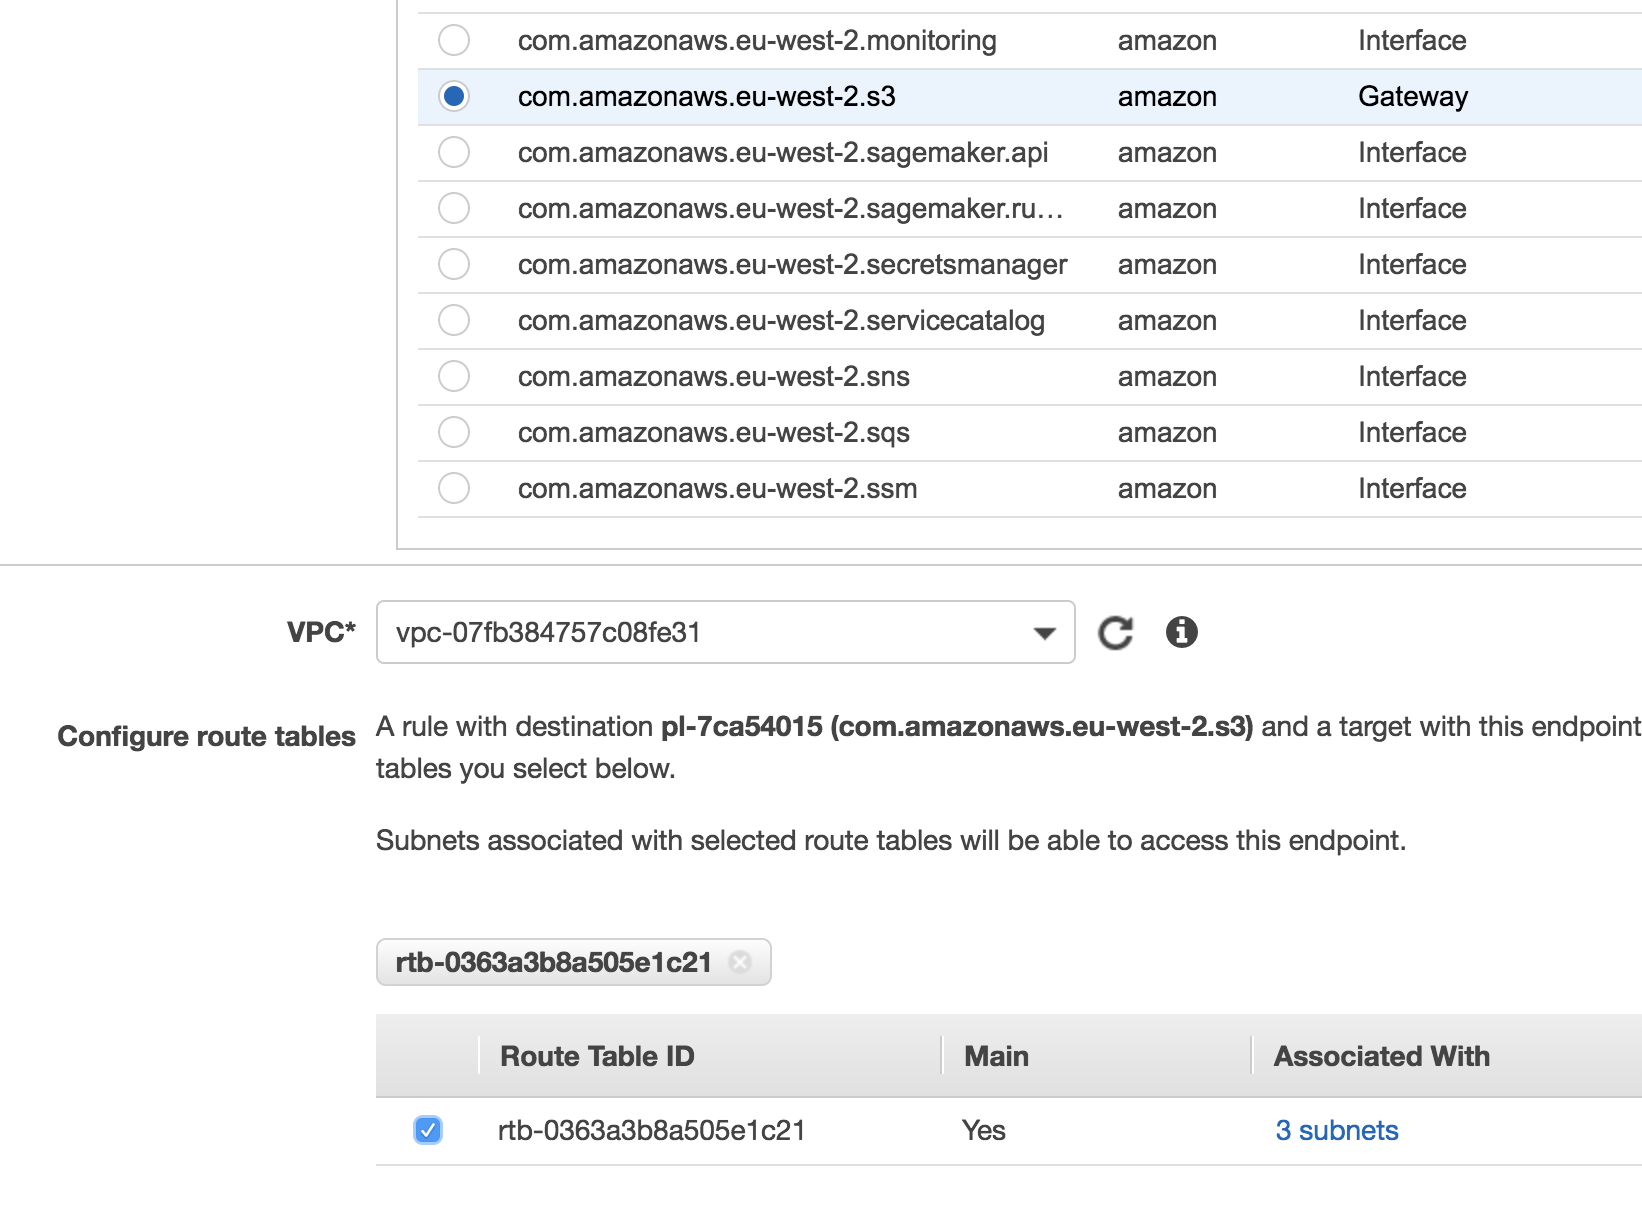 com.amazonaws.eu-west-2.monitoring amazon Interface
com.amazonaws.eu-west-2.s3 amazon Gateway
com.amazonaws.eu-west-2.sagemaker.api amazon Interface
com.amazonaws.eu-west-2.sagemaker.ru... amazon Interface
com.amazonaws.eu-west-2.secretsmanager amazon Interface
com.amazonaws.eu-west-2.servicecatalog amazon Interface
com.amazonaws.eu-west-2.sns amazon Interface
com.amazonaws.eu-west-2.sqs amazon Interface
com.amazonaws.eu-west-2.ssm amazon Interface
VPC* vpc-07fb384757c08fe31
Configure route tables A rule with destination pl-7ca54015 (com.amazonaws.eu-west-2.s3) and a target with this endpoint
tables you select below.
Subnets associated with selected route tables will be able to access this endpoint.
rtb-0363a3b8a505e1c21
Route Table ID Main Associated With
rtb-0363a3b8a505e1c21 Yes 3 subnets